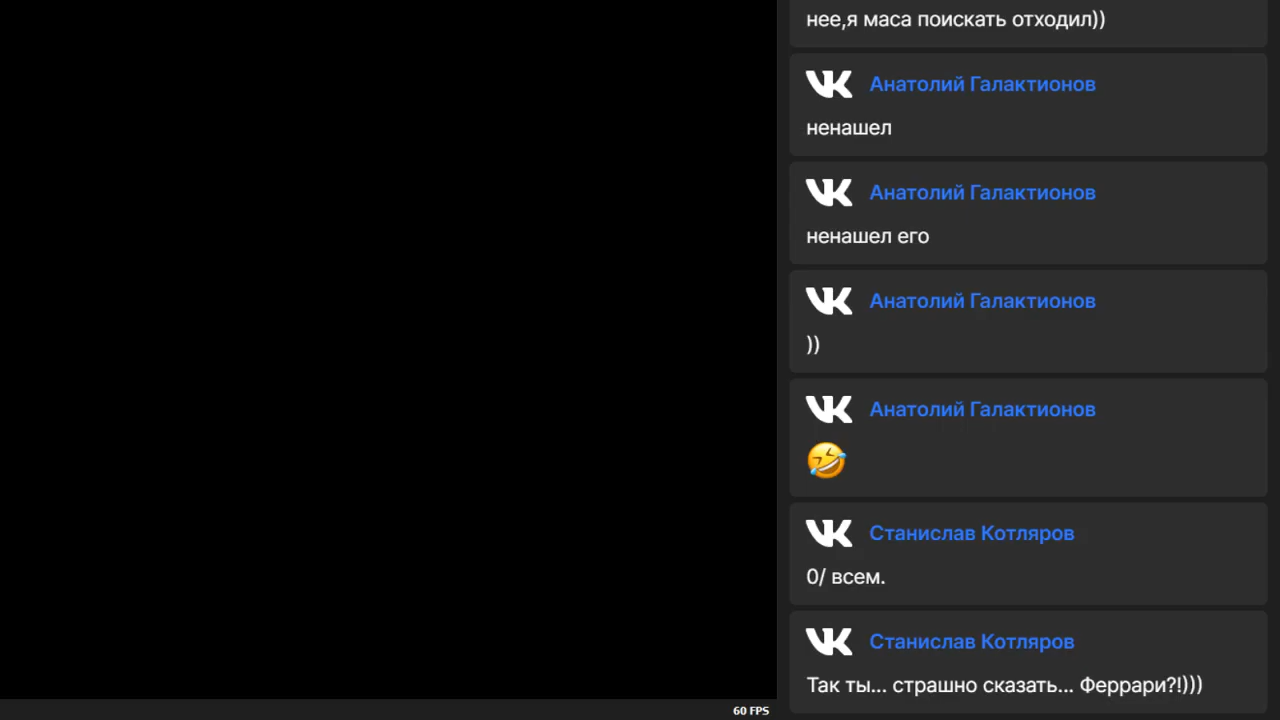 нее,я маса поискать отходил))
Анатолий Галактионов
ненашел
Анатолий Галактионов
ненашел его
Анатолий Галактионов
))
Анатолий Галактионов
🤣
Станислав Котляров
0/ всем.
Станислав Котляров
Так ты... страшно сказать... Феррари?!)))
60 FPS